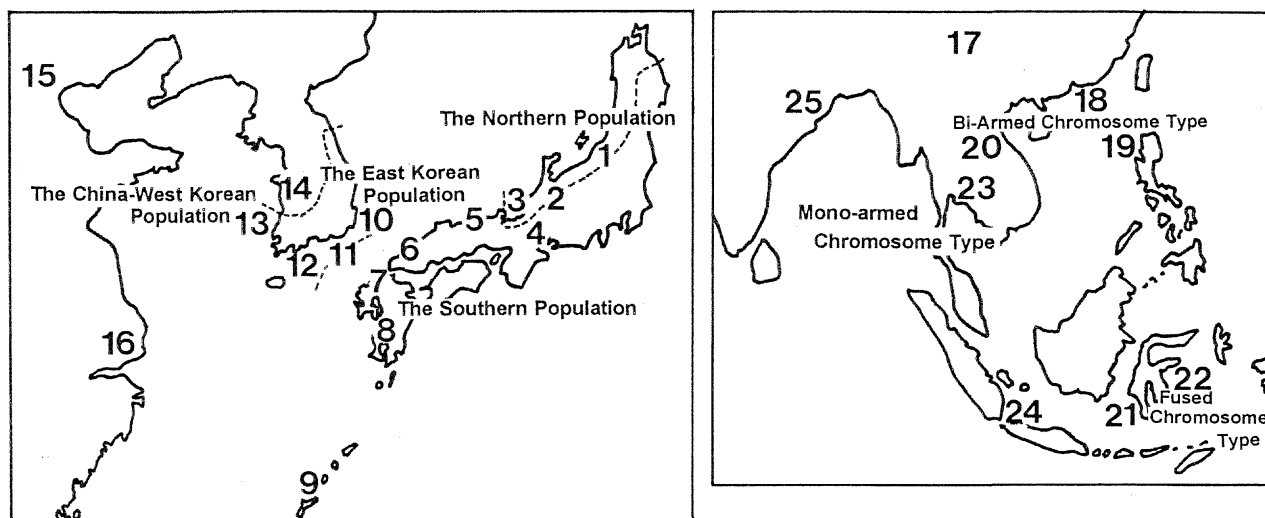 15
The Northern Population
1
14
The East Korean
Population
The China-West Korean
Population
13
10
3
2
5
4
11
6
12
7
The Southern Population
8
16
9
17
25
18
Bi-Armed Chromosome Type
20
19
23
Mono-armed
Chromosome Type
22
24
21
Fused
Chromosome
Type